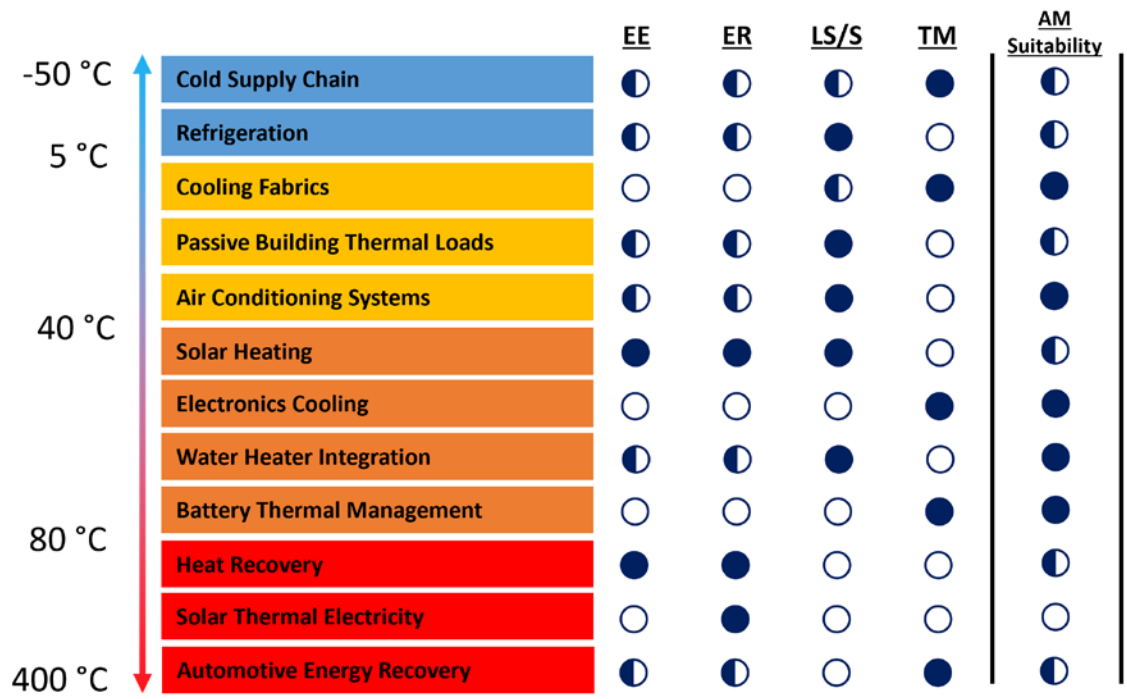 EE ER LS/S TM AM
Suitability
-50 °C
Cold Supply Chain
Refrigeration
5 °C
Cooling Fabrics
Passive Building Thermal Loads
Air Conditioning Systems
40 °C
Solar Heating
Electronics Cooling
Water Heater Integration
Battery Thermal Management
80 °C
Heat Recovery
Solar Thermal Electricity
Automotive Energy Recovery
400 °C